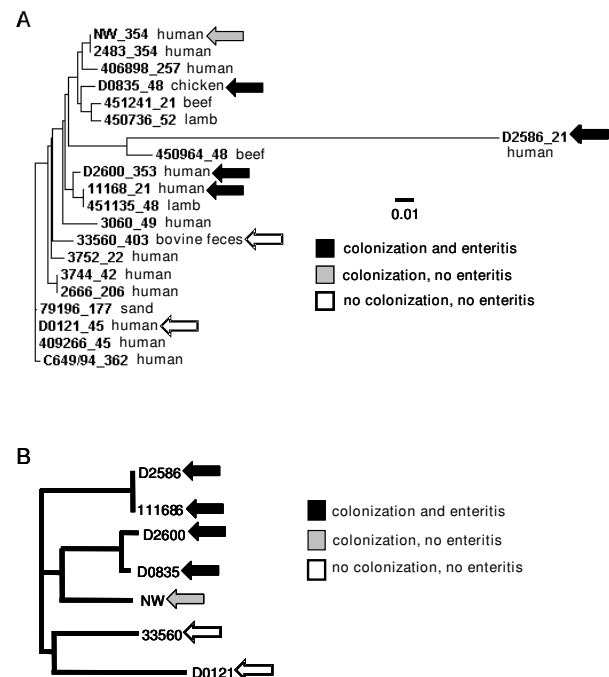 A
NW_354 human
2483_354 human
406898_257 human
D0835_48 chicken
451241_21 beef
450736_52 lamb
D2586_21
human
450964_48 beef
D2600_353 human
11168_21 human
451135_48 lamb
3060_49 human
33560_403 bovine feces
3752_22 human
3744_42 human
2666_206 human
79196_177 sand
D0121_45 human
409266_45 human
C649/94_362 human
0.01
colonization and enteritis
colonization, no enteritis
no colonization, no enteritis
B
D2586
111686
D2600
D0835
NW
33560
D0121
colonization and enteritis
colonization, no enteritis
no colonization, no enteritis